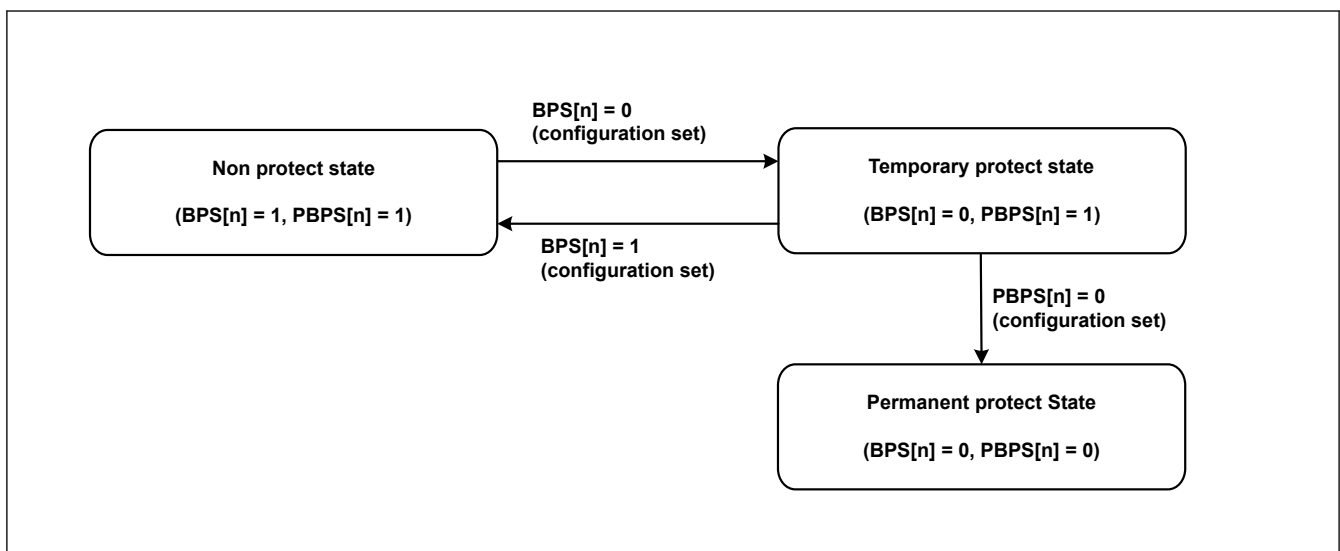 BPS[n] = 0
(configuration set)
Non protect state
(BPS[n] = 1, PBPS[n] = 1)
Temporary protect state
(BPS[n] = 0, PBPS[n] = 1)
BPS[n] = 1
(configuration set)
PBPS[n] = 0
(configuration set)
Permanent protect State
(BPS[n] = 0, PBPS[n] = 0)